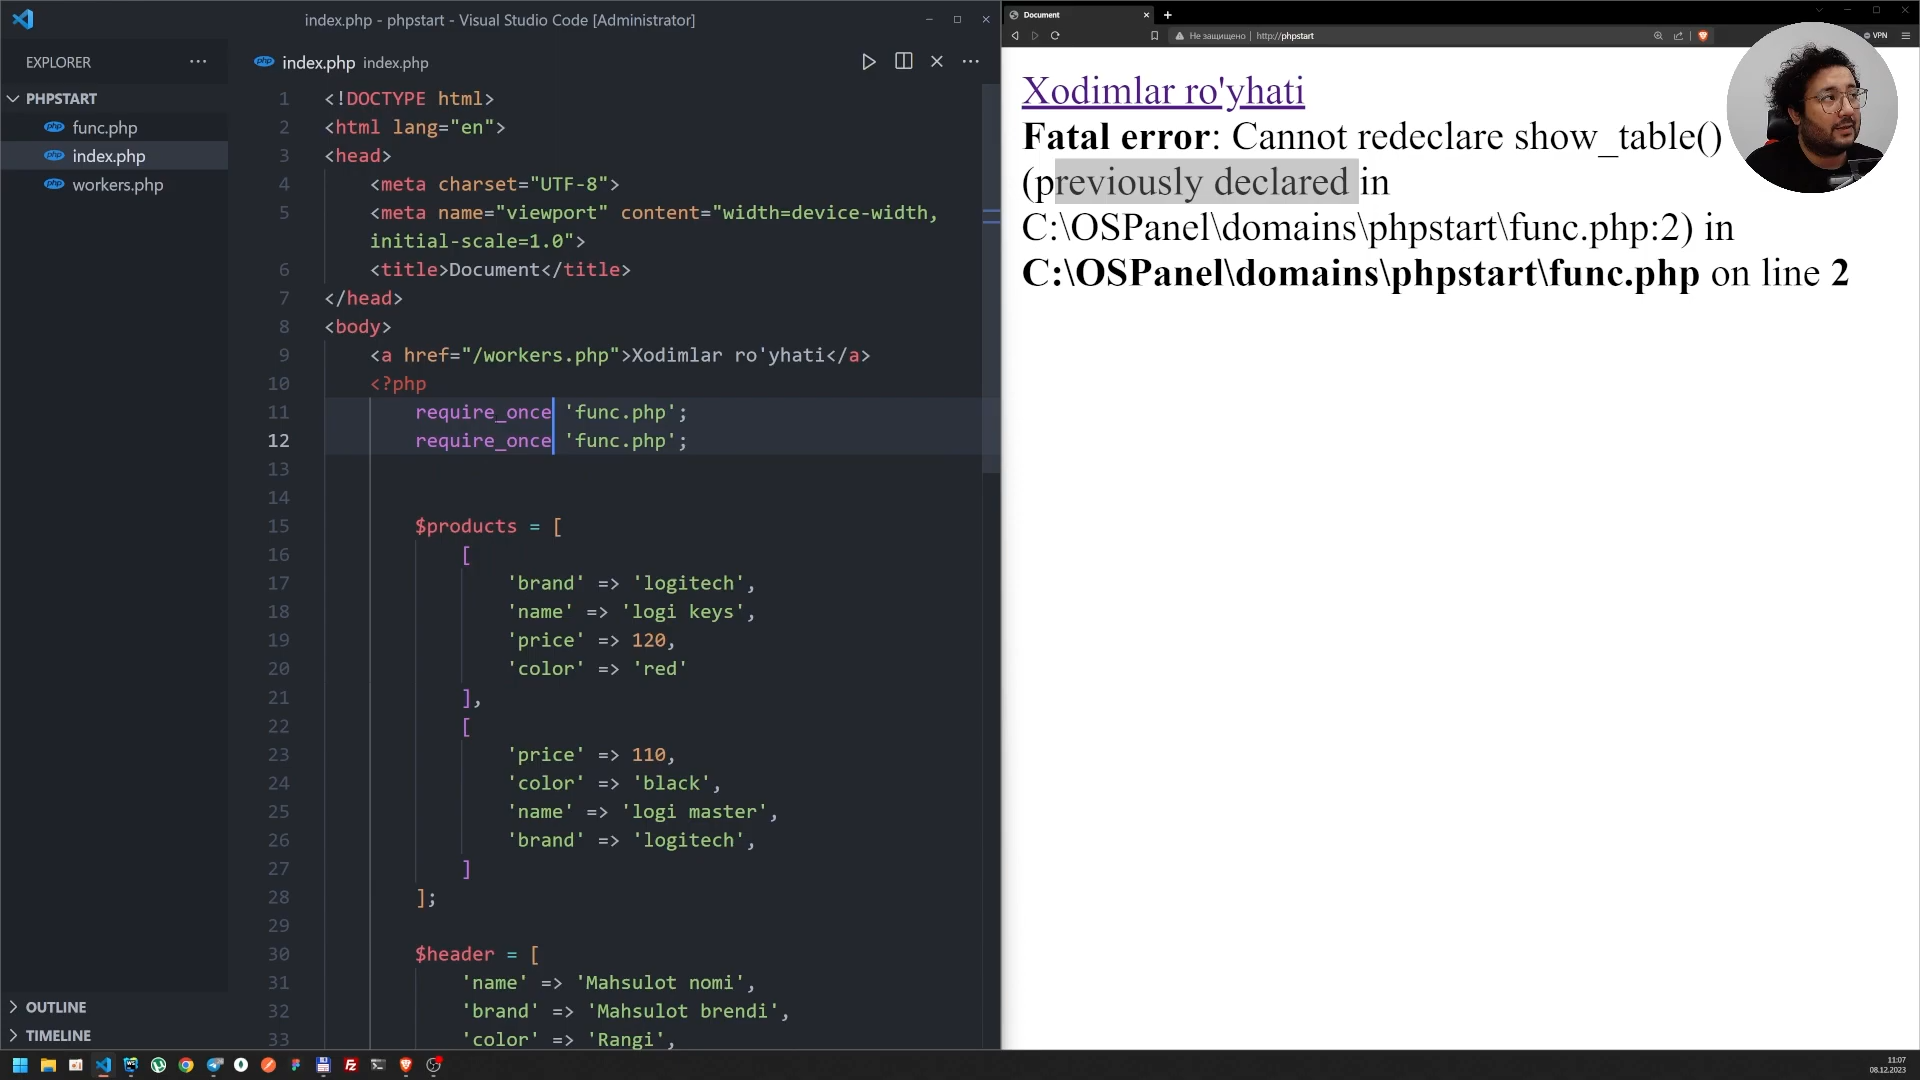 index.php - phpstart - Visual Studio Code [Administrator]
EXPLORER
PHPSTART
func.php
index.php
workers.php
OUTLINE
TIMELINE
index.php index.php
1 <!DOCTYPE html>
2 <html lang="en">
3 <head>
4 <meta charset="UTF-8">
5 <meta name="viewport" content="width=device-width,
initial-scale=1.0">
6 <title>Document</title>
7 </head>
8 <body>
9 <a href="/workers.php">Xodimlar ro'yhati</a>
10 <?php
11 require_once 'func.php';
12 require_once 'func.php';
13
14
15 $products = [
16 [
17 'brand' => 'logitech',
18 'name' => 'logi keys',
19 'price' => 120,
20 'color' => 'red'
21 ],
22 [
23 'price' => 110,
24 'color' => 'black',
25 'name' => 'logi master',
26 'brand' => 'logitech',
27 ]
28 ];
29
30 $header = [
31 'name' => 'Mahsulot nomi',
32 'brand' => 'Mahsulot brendi',
33 'color' => 'Rangi',
Document
Не защищено | http://phpstart
VPN
Xodimlar ro'yhati
Fatal error: Cannot redeclare show_table()
(previously declared in
C:\OSPanel\domains\phpstart\func.php:2) in
C:\OSPanel\domains\phpstart\func.php on line 2
11:07
08.12.2023